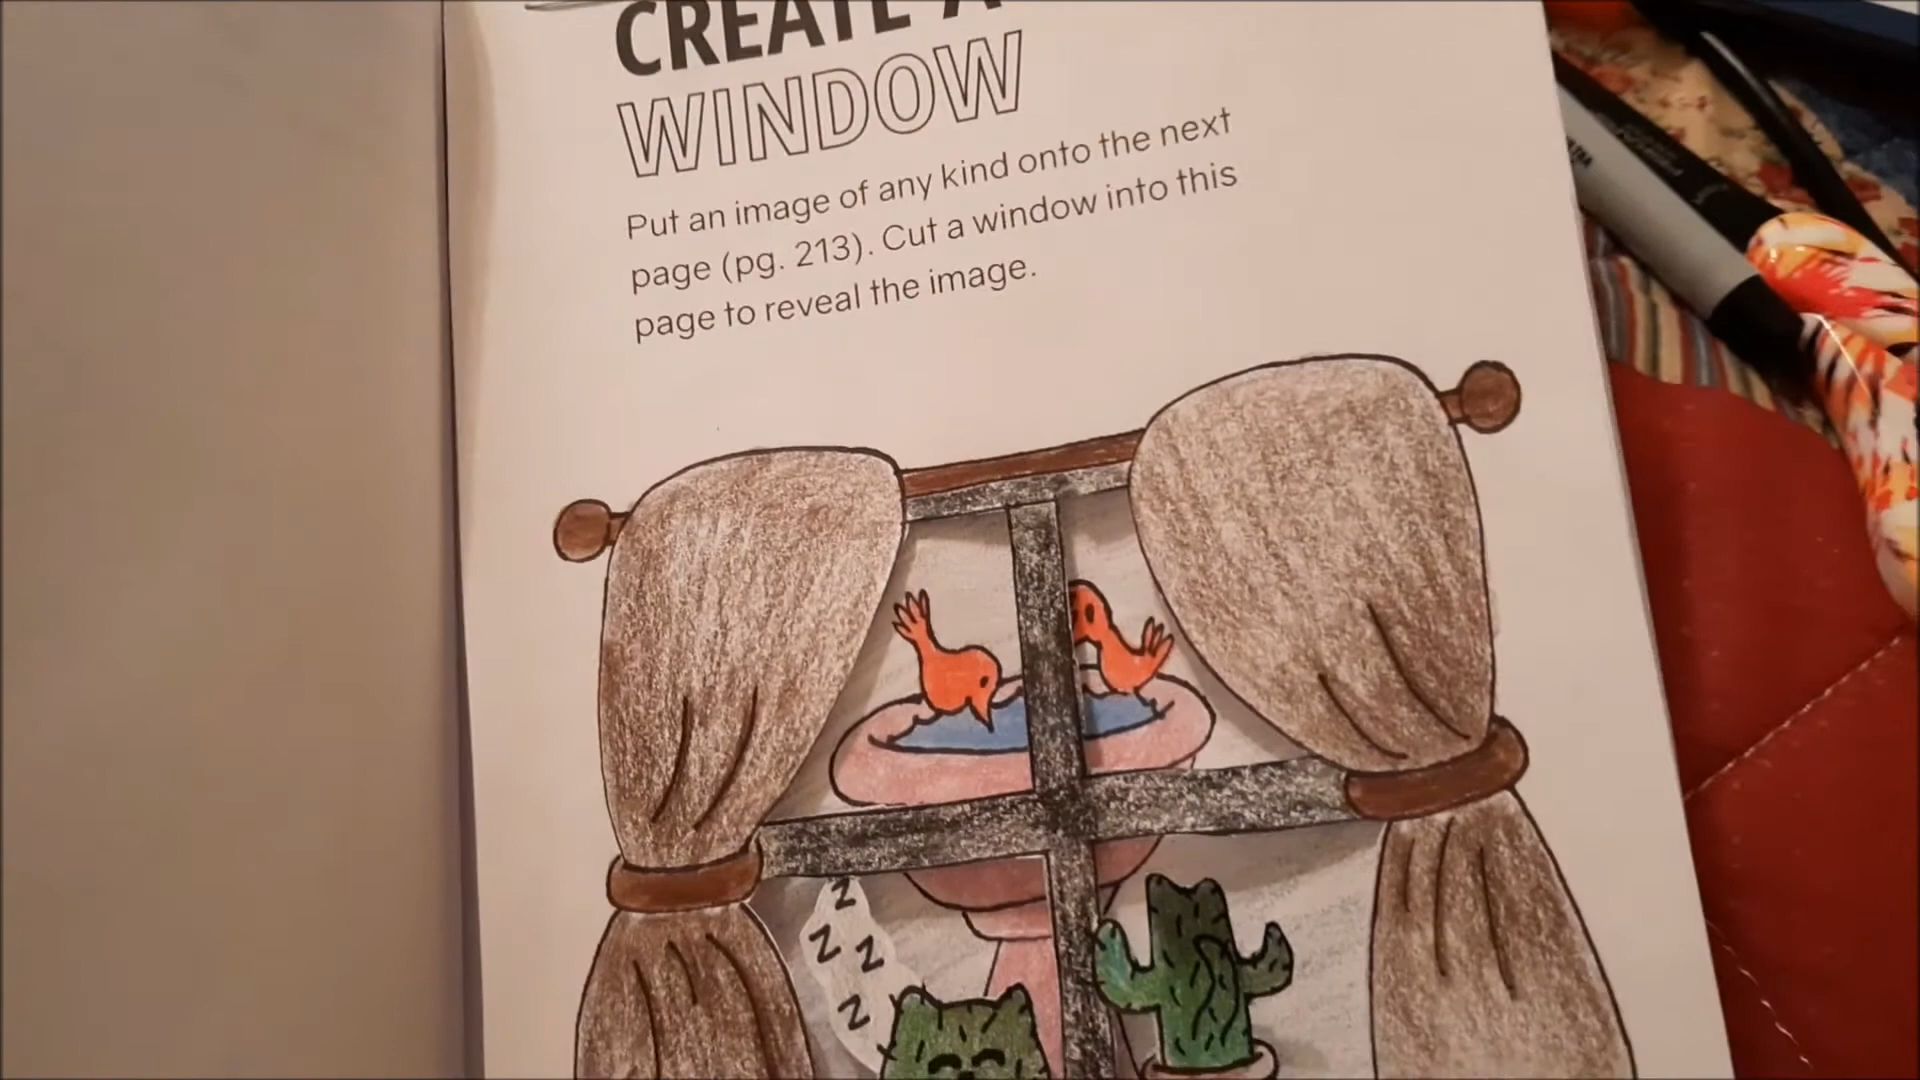 CREATE A
WINDOW
Put an image of any kind onto the next
page (pg. 213). Cut a window into this
page to reveal the image.
Z
Z Z
Z